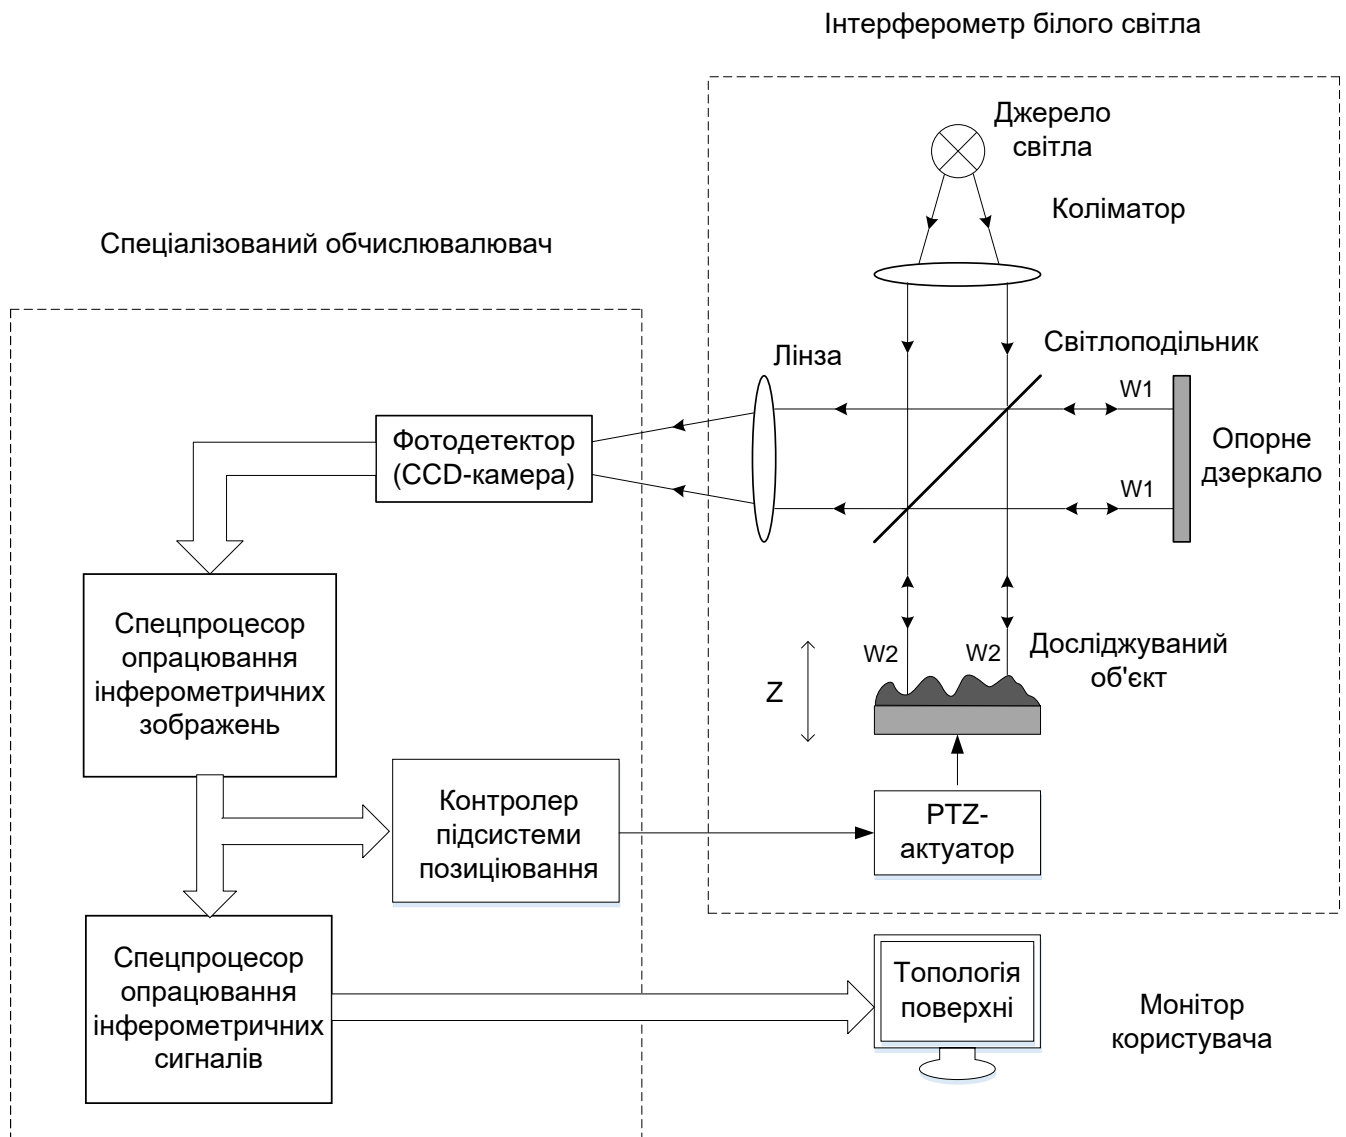 Інтерферометр білого світла
Джерело
світла
Коліматор
Спеціалізований обчислювалювач
Світлоподільник
Лінза
W1
Фотодетектор
(CCD-камера)
Опорне
дзеркало
W1
Спецпроцесор
опрацювання
інферометричних
зображень
W2
W2
Досліджуваний
об'єкт
Z
Контролер
підсистеми
позиціювання
PTZ-
актуатор
Спецпроцесор
опрацювання
інферометричних
сигналів
Топологія
поверхні
Монітор
користувача